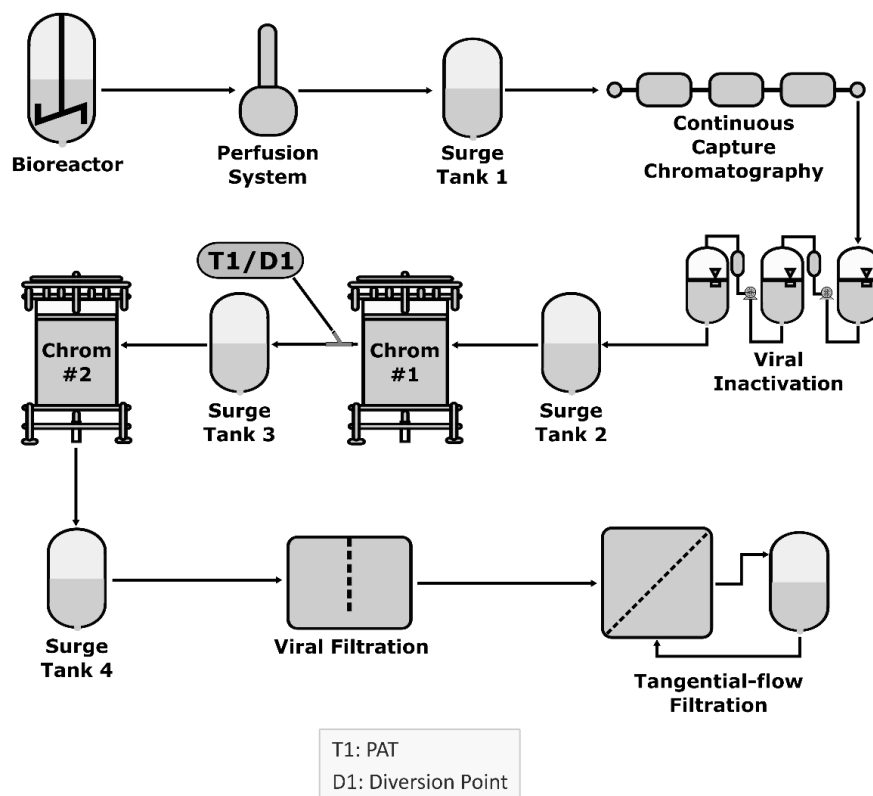 Bioreactor
Perfusion
System
Surge
Tank 1
Continuous
Capture
Chromatography
T1/D1
Chrom
#2
Surge
Tank 3
Chrom
#1
Surge
Tank 2
Viral
Inactivation
Surge
Tank 4
Viral Filtration
Tangential-flow
Filtration
T1: PAT
D1: Diversion Point